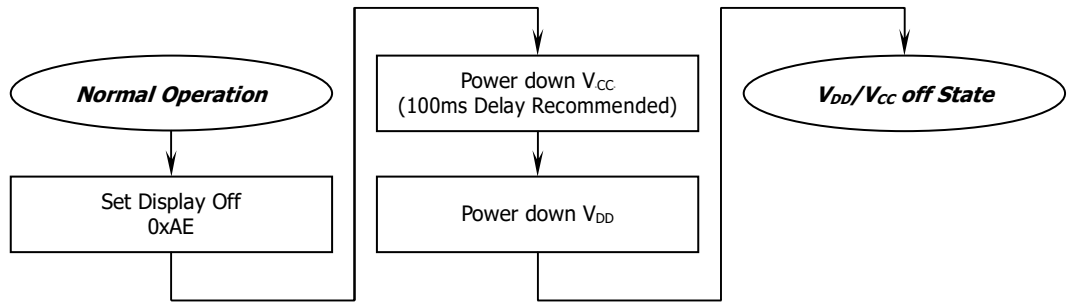 Normal Operation
Set Display Off
0xAE
Power down VCC
(100ms Delay Recommended)
Power down VDD
VDD/VCC off State